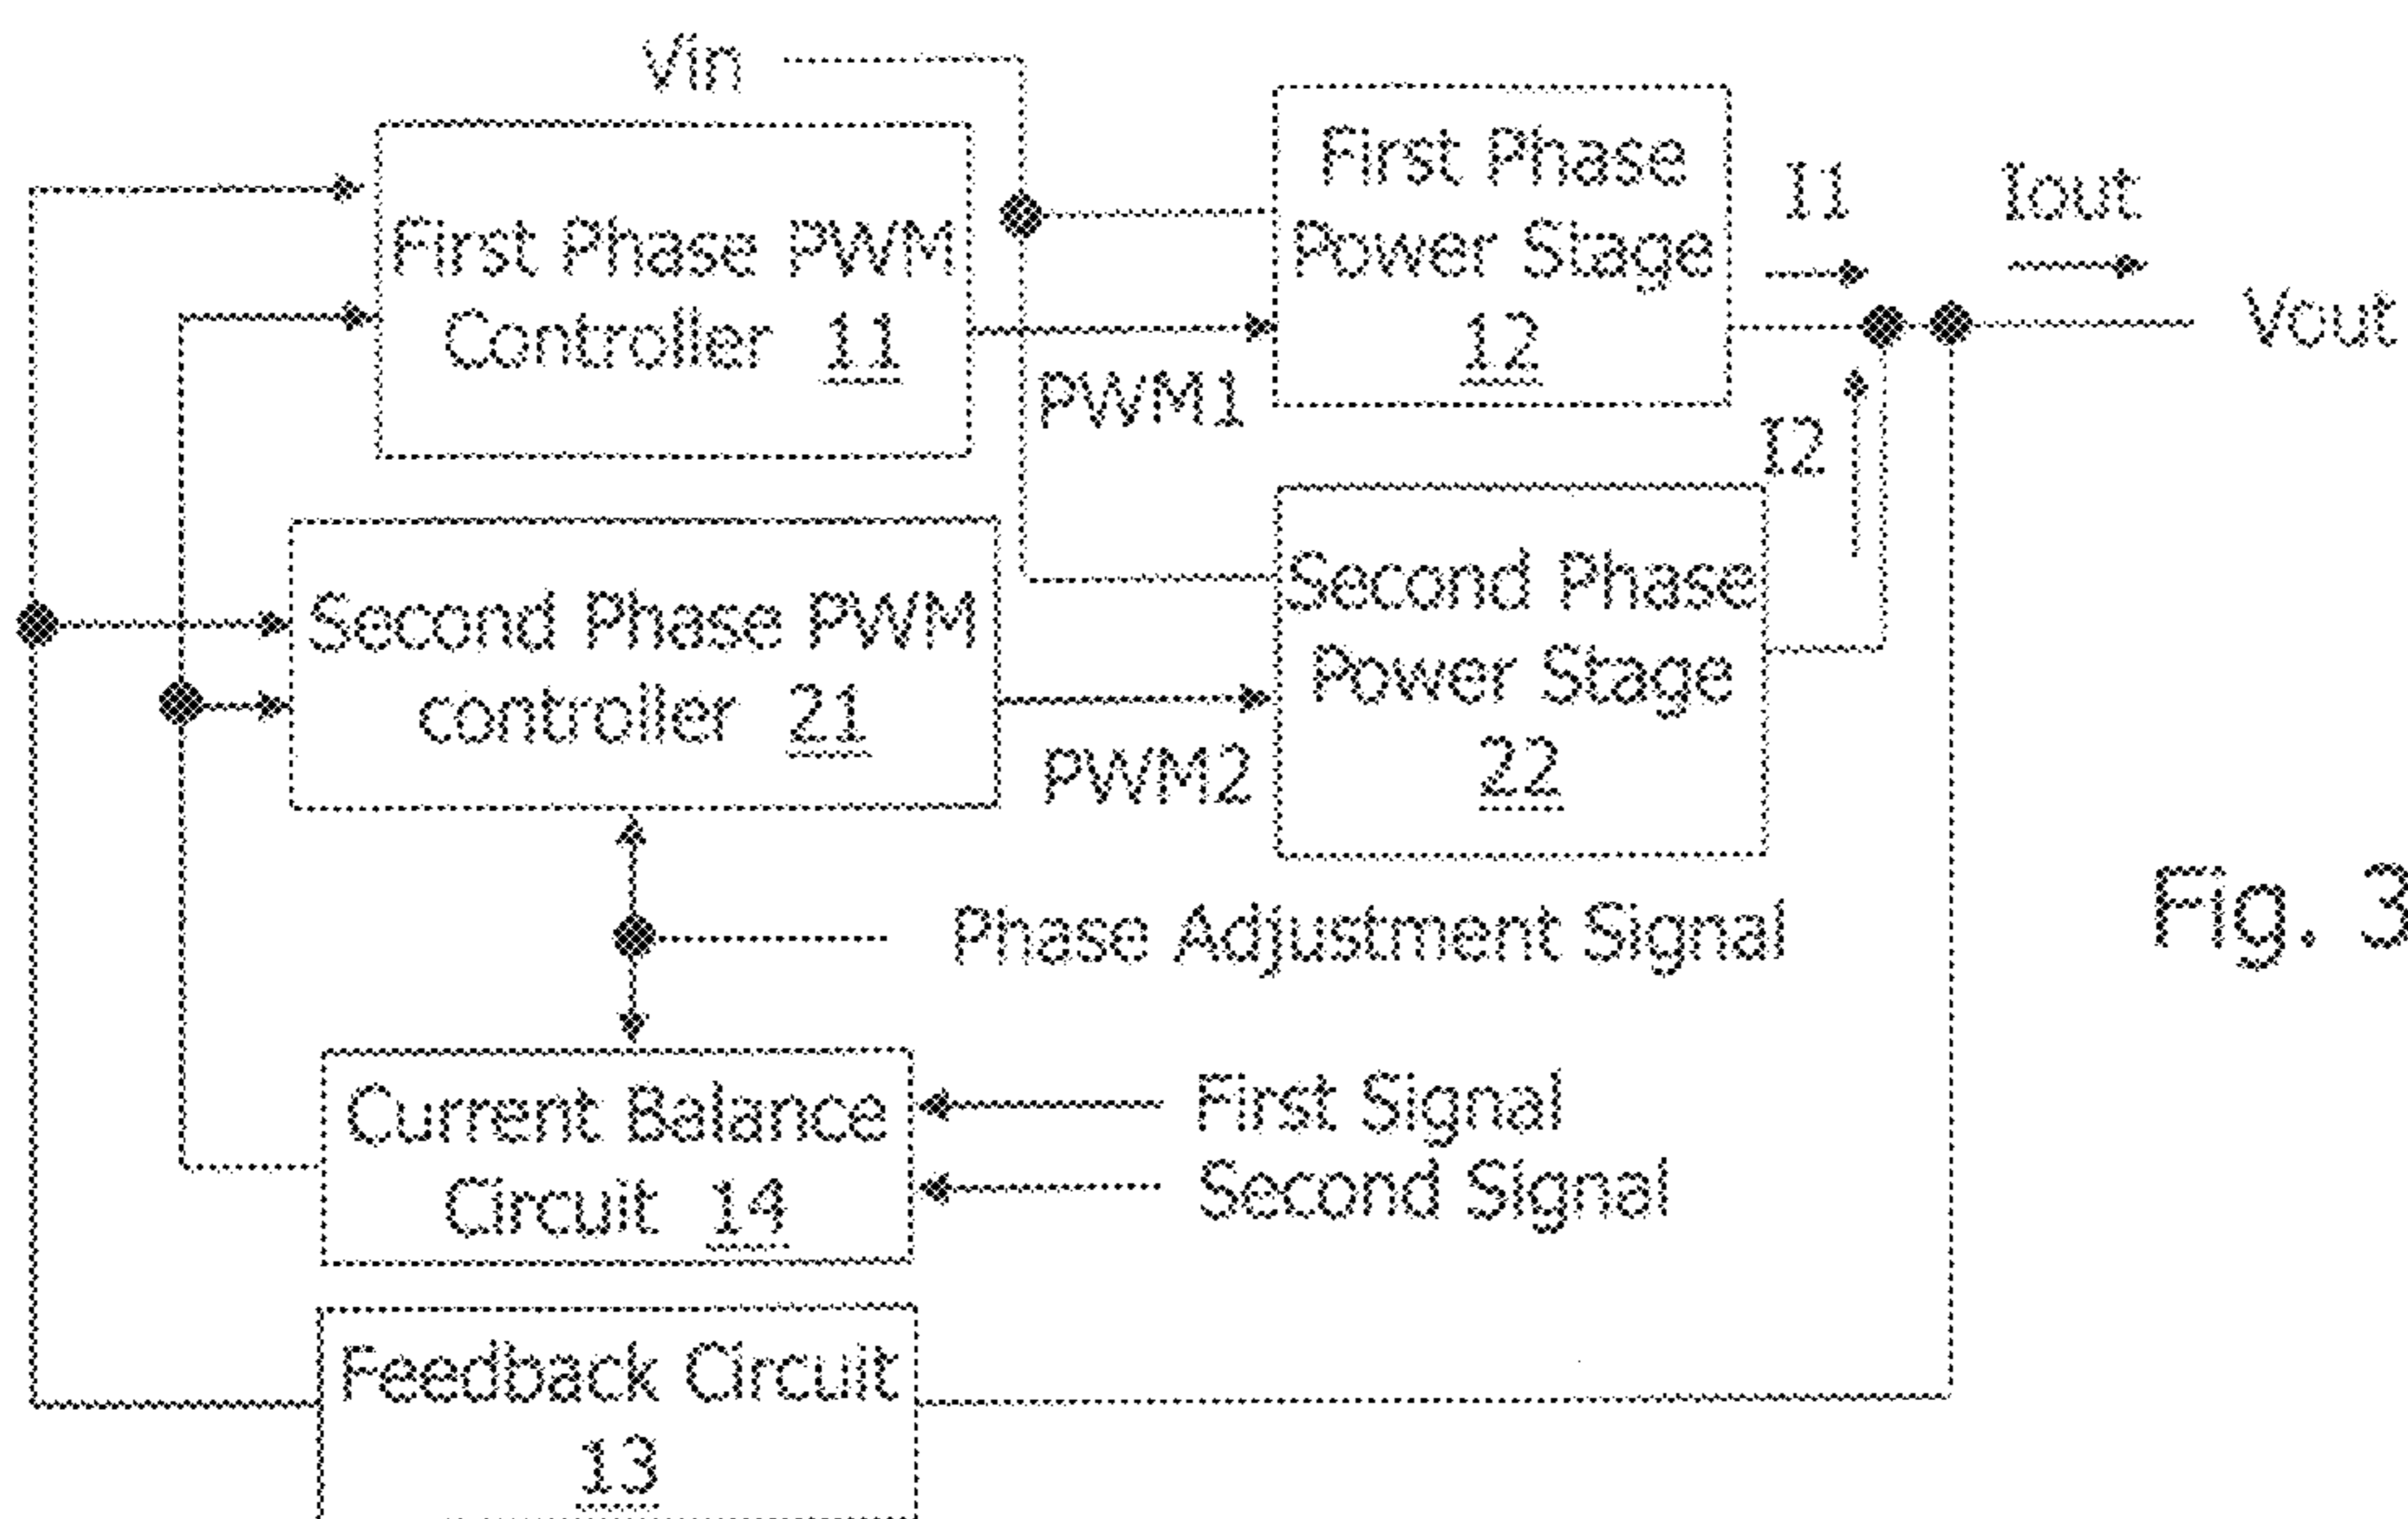 Vin
First Phase PWM
Controller 11
First Phase
Power Stage
12
I1
Iout
Vout
PWM1
I2
Second Phase PWM
controller 21
Second Phase
Power Stage
22
PWM2
Phase Adjustment Signal
Fig. 3
Current Balance
Circuit 14
First Signal
Second Signal
Feedback Circuit
13